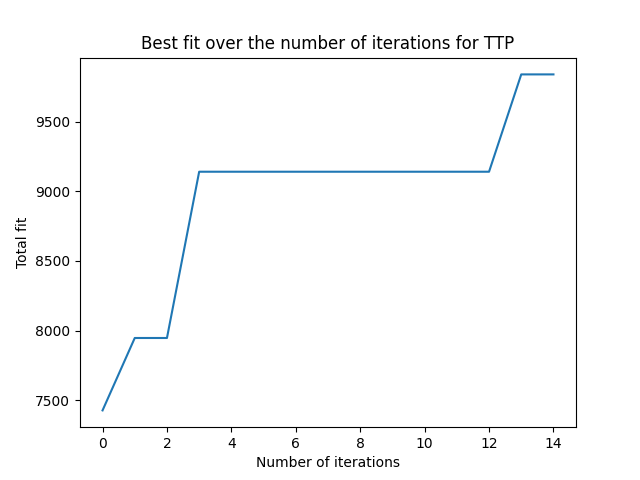 Best fit over the number of iterations for TTP
9500
9000
8500
8000
7500
Total fit
0 2 4 6 8 10 12 14
Number of iterations